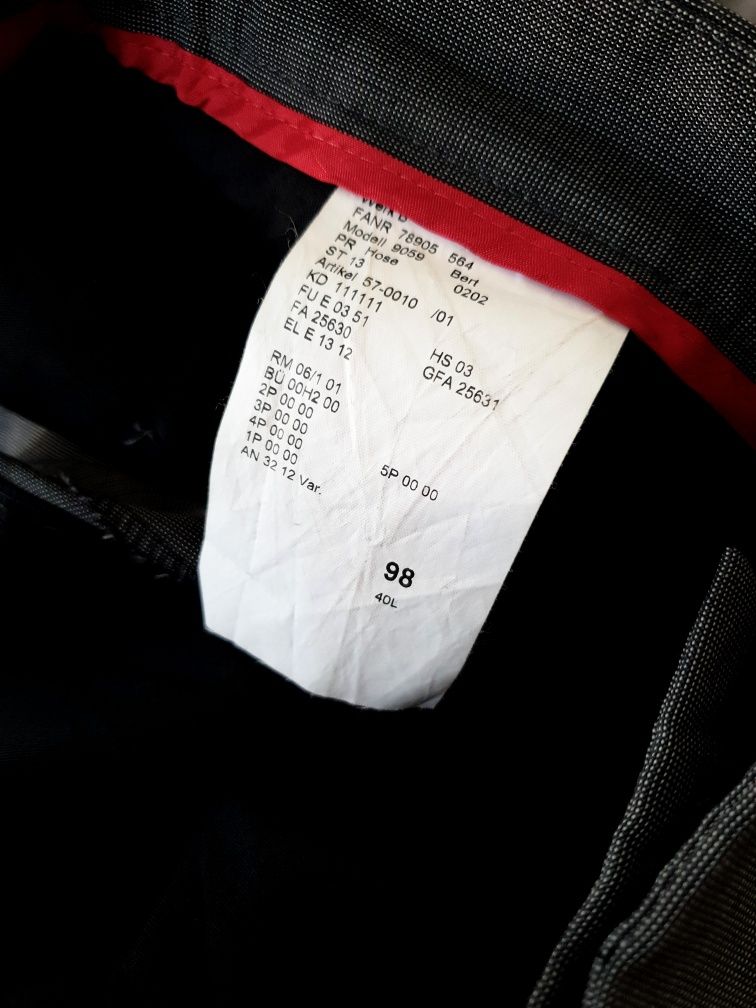 FANR 78905 564
Modell 9059 Bert
PR Hose 0202
ST 13
Artikel 57-0010 /01
KD 111111
FU E 03 51
FA 25630 HS 03
EL E 13 12 GFA 25631
RM 06/1 01
BÜ 00H2 00
2P 00 00
3P 00 00
4P 00 00
1P 00 00 5P 00 00
AN 32 12 Var.
98
40L